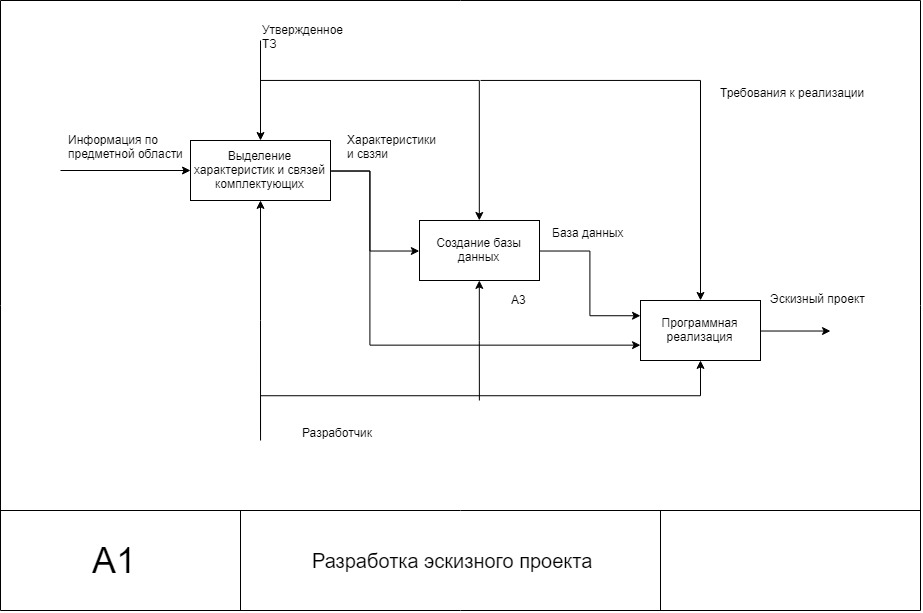 Утвержденное
ТЗ
Требования к реализации
Информация по
предметной области
Характеристики
и свзяи
Выделение
характеристик и связей
комплектующих
Создание базы
данных
База данных
А3
Эскизный проект
Программная
реализация
Разработчик
А1
Разработка эскизного проекта